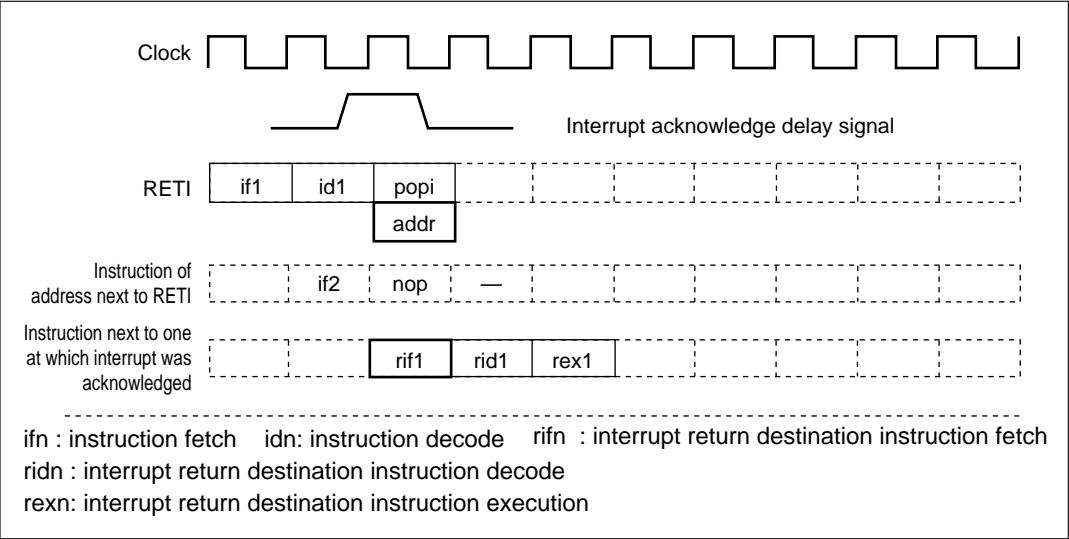 Clock
Interrupt acknowledge delay signal
RETI if1 id1 popi
addr
Instruction of
address next to RETI
if2 nop —
Instruction next to one
at which interrupt was
acknowledged
rif1 rid1 rex1
ifn : instruction fetch idn: instruction decode rifn : interrupt return destination instruction fetch
ridn : interrupt return destination instruction decode
rexn: interrupt return destination instruction execution